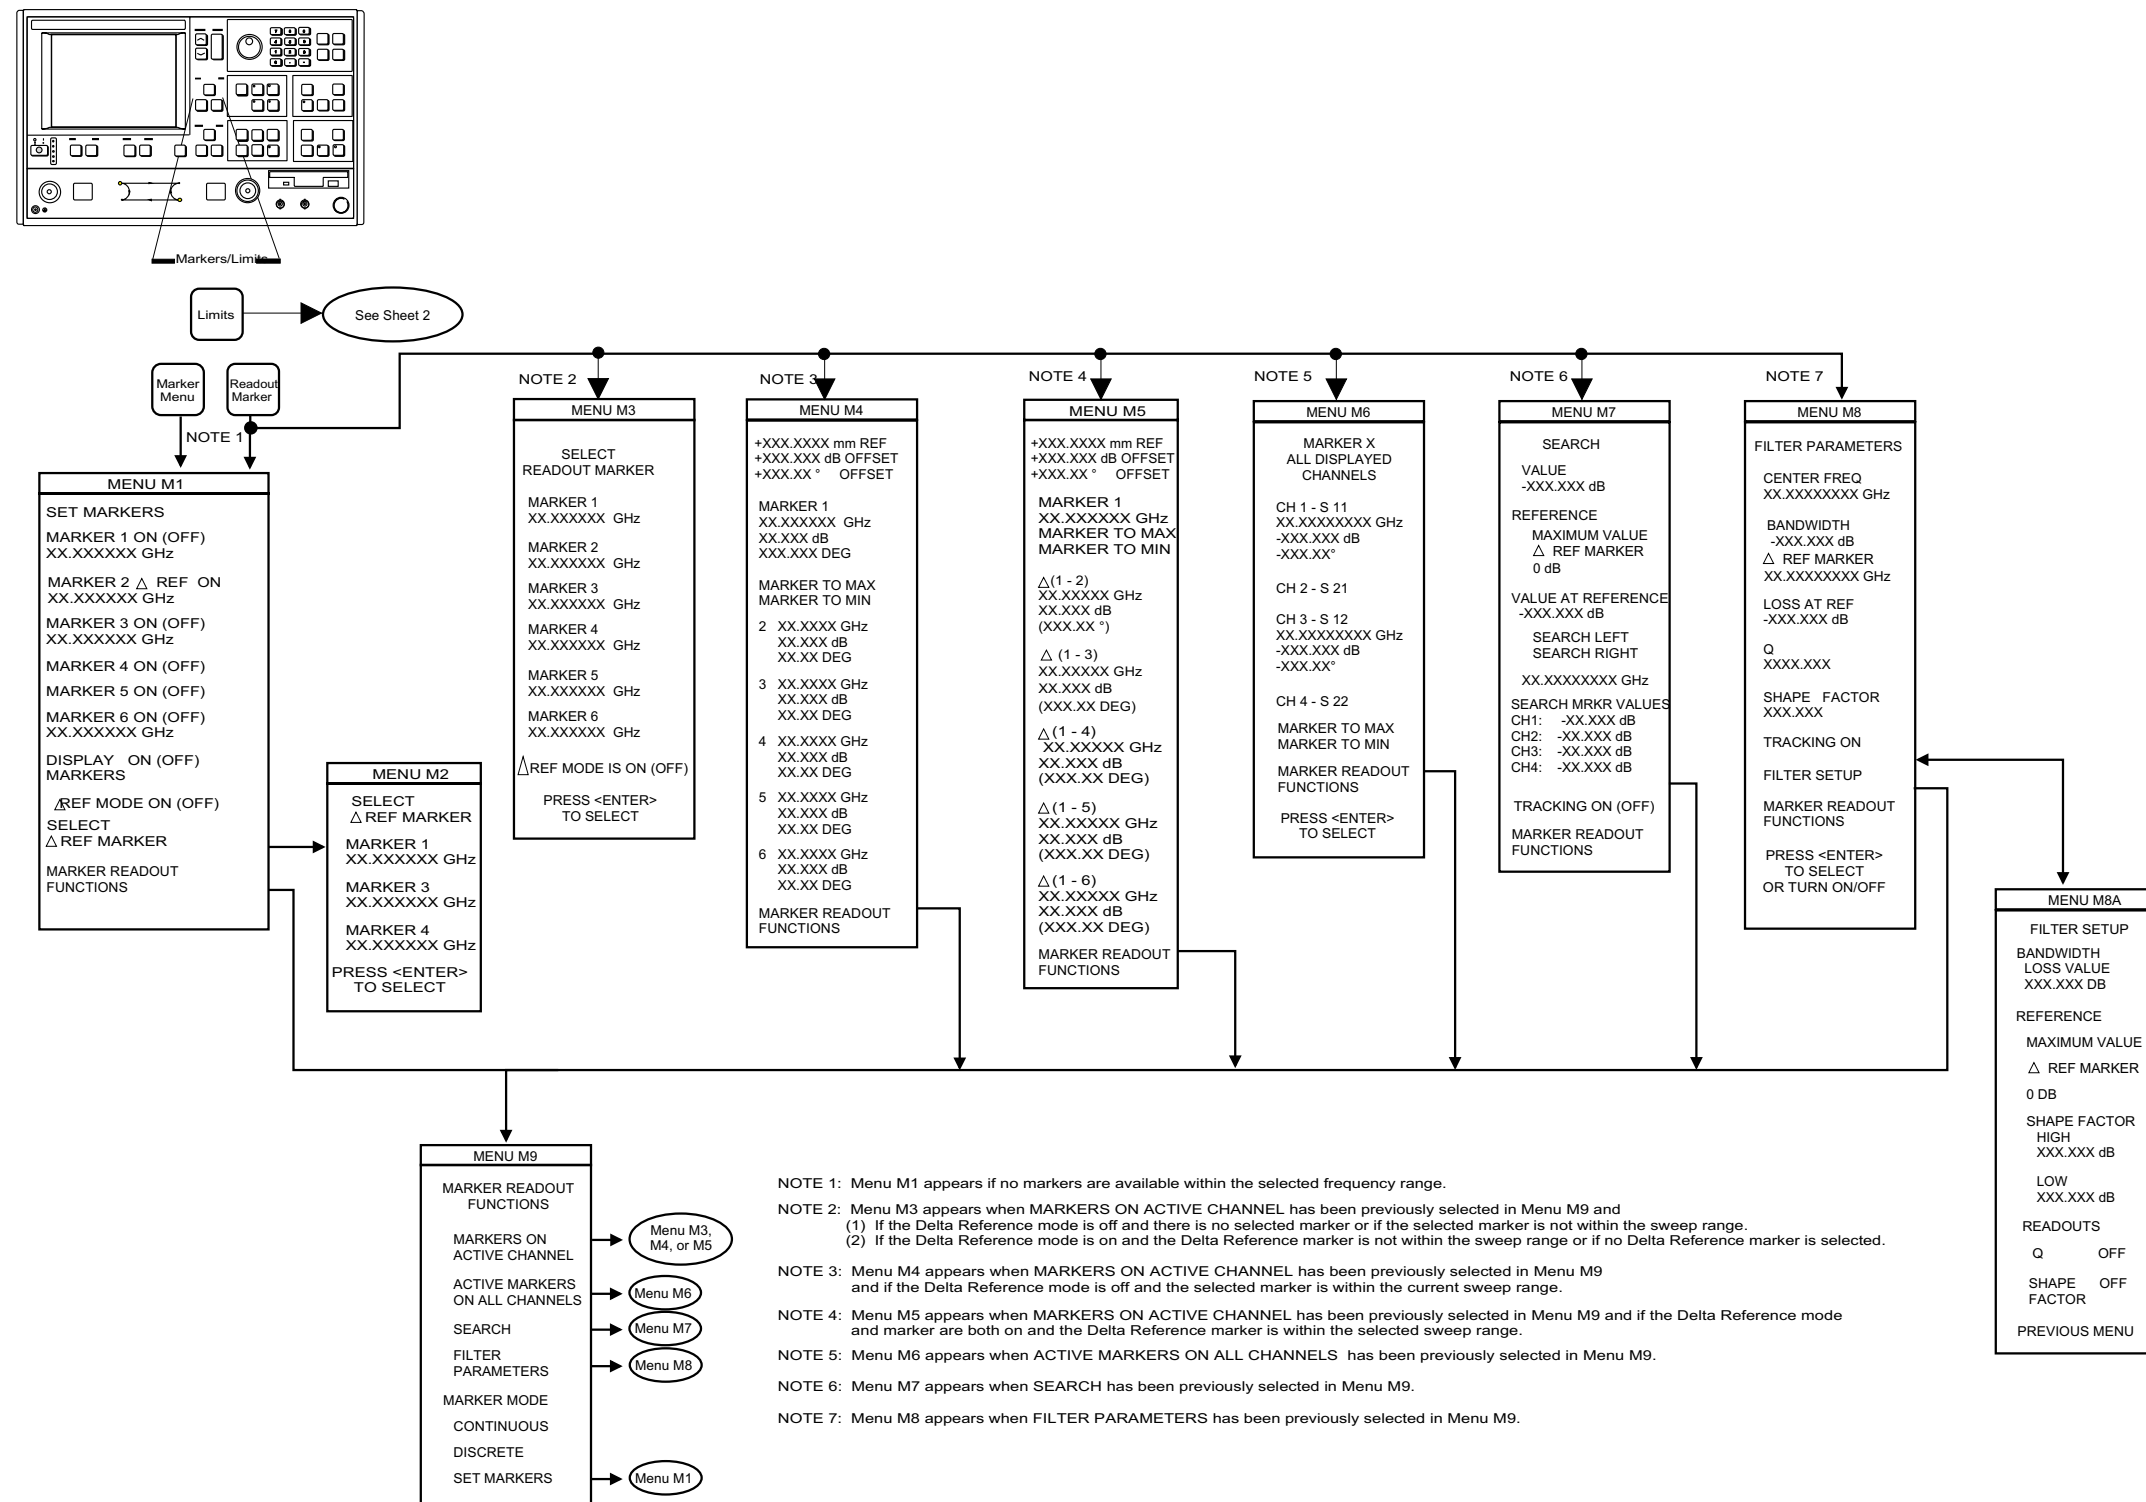 Markers/Limits
Limits
See Sheet 2
Marker
Menu
Readout
Marker
NOTE 1
NOTE 2
NOTE 3
NOTE 4
NOTE 5
NOTE 6
NOTE 7
MENU M1
SET MARKERS
MARKER 1 ON (OFF)
XX.XXXXXX GHz
MARKER 2 △ REF ON
XX.XXXXXX GHz
MARKER 3 ON (OFF)
XX.XXXXXX GHz
MARKER 4 ON (OFF)
MARKER 5 ON (OFF)
MARKER 6 ON (OFF)
XX.XXXXXX GHz
DISPLAY ON (OFF)
MARKERS
△REF MODE ON (OFF)
SELECT
△ REF MARKER
MARKER READOUT
FUNCTIONS
MENU M2
SELECT
△ REF MARKER
MARKER 1
XX.XXXXXX GHz
MARKER 3
XX.XXXXXX GHz
MARKER 4
XX.XXXXXX GHz
PRESS <ENTER>
TO SELECT
MENU M3
SELECT
READOUT MARKER
MARKER 1
XX.XXXXXX GHz
MARKER 2
XX.XXXXXX GHz
MARKER 3
XX.XXXXXX GHz
MARKER 4
XX.XXXXXX GHz
MARKER 5
XX.XXXXXX GHz
MARKER 6
XX.XXXXXX GHz
△REF MODE IS ON (OFF)
PRESS <ENTER>
TO SELECT
MENU M4
+XXX.XXXX mm REF
+XXX.XXX dB OFFSET
+XXX.XX ° OFFSET
MARKER 1
XX.XXXXXX GHz
XX.XXX dB
XXX.XXX DEG
MARKER TO MAX
MARKER TO MIN
2 XX.XXXX GHz
XX.XXX dB
XX.XX DEG
3 XX.XXXX GHz
XX.XXX dB
XX.XX DEG
4 XX.XXXX GHz
XX.XXX dB
XX.XX DEG
5 XX.XXXX GHz
XX.XXX dB
XX.XX DEG
6 XX.XXXX GHz
XX.XXX dB
XX.XX DEG
MARKER READOUT
FUNCTIONS
MENU M5
+XXX.XXXX mm REF
+XXX.XXX dB OFFSET
+XXX.XX ° OFFSET
MARKER 1
XX.XXXXXX GHz
MARKER TO MAX
MARKER TO MIN
△(1 - 2)
XX.XXXXX GHz
XX.XXX dB
(XXX.XX °)
△ (1 - 3)
XX.XXXXX GHz
XX.XXX dB
(XXX.XX DEG)
△(1 - 4)
XX.XXXXX GHz
XX.XXX dB
(XXX.XX DEG)
△(1 - 5)
XX.XXXXX GHz
XX.XXX dB
(XXX.XX DEG)
△(1 - 6)
XX.XXXXX GHz
XX.XXX dB
(XXX.XX DEG)
MARKER READOUT
FUNCTIONS
MENU M6
MARKER X
ALL DISPLAYED
CHANNELS
CH 1 - S 11
XX.XXXXXXXX GHz
-XXX.XXX dB
-XXX.XX°
CH 2 - S 21
CH 3 - S 12
XX.XXXXXXXX GHz
-XXX.XXX dB
-XXX.XX°
CH 4 - S 22
MARKER TO MAX
MARKER TO MIN
MARKER READOUT
FUNCTIONS
PRESS <ENTER>
TO SELECT
MENU M7
SEARCH
VALUE
-XXX.XXX dB
REFERENCE
MAXIMUM VALUE
△ REF MARKER
0 dB
VALUE AT REFERENCE
-XXX.XXX dB
SEARCH LEFT
SEARCH RIGHT
XX.XXXXXXXX GHz
SEARCH MRKR VALUES
CH1: -XX.XXX dB
CH2: -XX.XXX dB
CH3: -XX.XXX dB
CH4: -XX.XXX dB
TRACKING ON (OFF)
MARKER READOUT
FUNCTIONS
MENU M8
FILTER PARAMETERS
CENTER FREQ
XX.XXXXXXXX GHz
BANDWIDTH
-XXX.XXX dB
△ REF MARKER
XX.XXXXXXXX GHz
LOSS AT REF
-XXX.XXX dB
Q
XXXX.XXX
SHAPE FACTOR
XXX.XXX
TRACKING ON
FILTER SETUP
MARKER READOUT
FUNCTIONS
PRESS <ENTER>
TO SELECT
OR TURN ON/OFF
MENU M8A
FILTER SETUP
BANDWIDTH
LOSS VALUE
XXX.XXX DB
REFERENCE
MAXIMUM VALUE
△ REF MARKER
0 DB
SHAPE FACTOR
HIGH
XXX.XXX dB
LOW
XXX.XXX dB
READOUTS
Q OFF
SHAPE OFF
FACTOR
PREVIOUS MENU
MENU M9
MARKER READOUT
FUNCTIONS
MARKERS ON
ACTIVE CHANNEL
Menu M3,
M4, or M5
ACTIVE MARKERS
ON ALL CHANNELS
Menu M6
SEARCH
Menu M7
FILTER
PARAMETERS
Menu M8
MARKER MODE
CONTINUOUS
DISCRETE
SET MARKERS
Menu M1
NOTE 1: Menu M1 appears if no markers are available within the selected frequency range.
NOTE 2: Menu M3 appears when MARKERS ON ACTIVE CHANNEL has been previously selected in Menu M9 and
(1) If the Delta Reference mode is off and there is no selected marker or if the selected marker is not within the sweep range.
(2) If the Delta Reference mode is on and the Delta Reference marker is not within the sweep range or if no Delta Reference marker is selected.
NOTE 3: Menu M4 appears when MARKERS ON ACTIVE CHANNEL has been previously selected in Menu M9
and if the Delta Reference mode is off and the selected marker is within the current sweep range.
NOTE 4: Menu M5 appears when MARKERS ON ACTIVE CHANNEL has been previously selected in Menu M9 and if the Delta Reference mode
and marker are both on and the Delta Reference marker is within the selected sweep range.
NOTE 5: Menu M6 appears when ACTIVE MARKERS ON ALL CHANNELS has been previously selected in Menu M9.
NOTE 6: Menu M7 appears when SEARCH has been previously selected in Menu M9.
NOTE 7: Menu M8 appears when FILTER PARAMETERS has been previously selected in Menu M9.